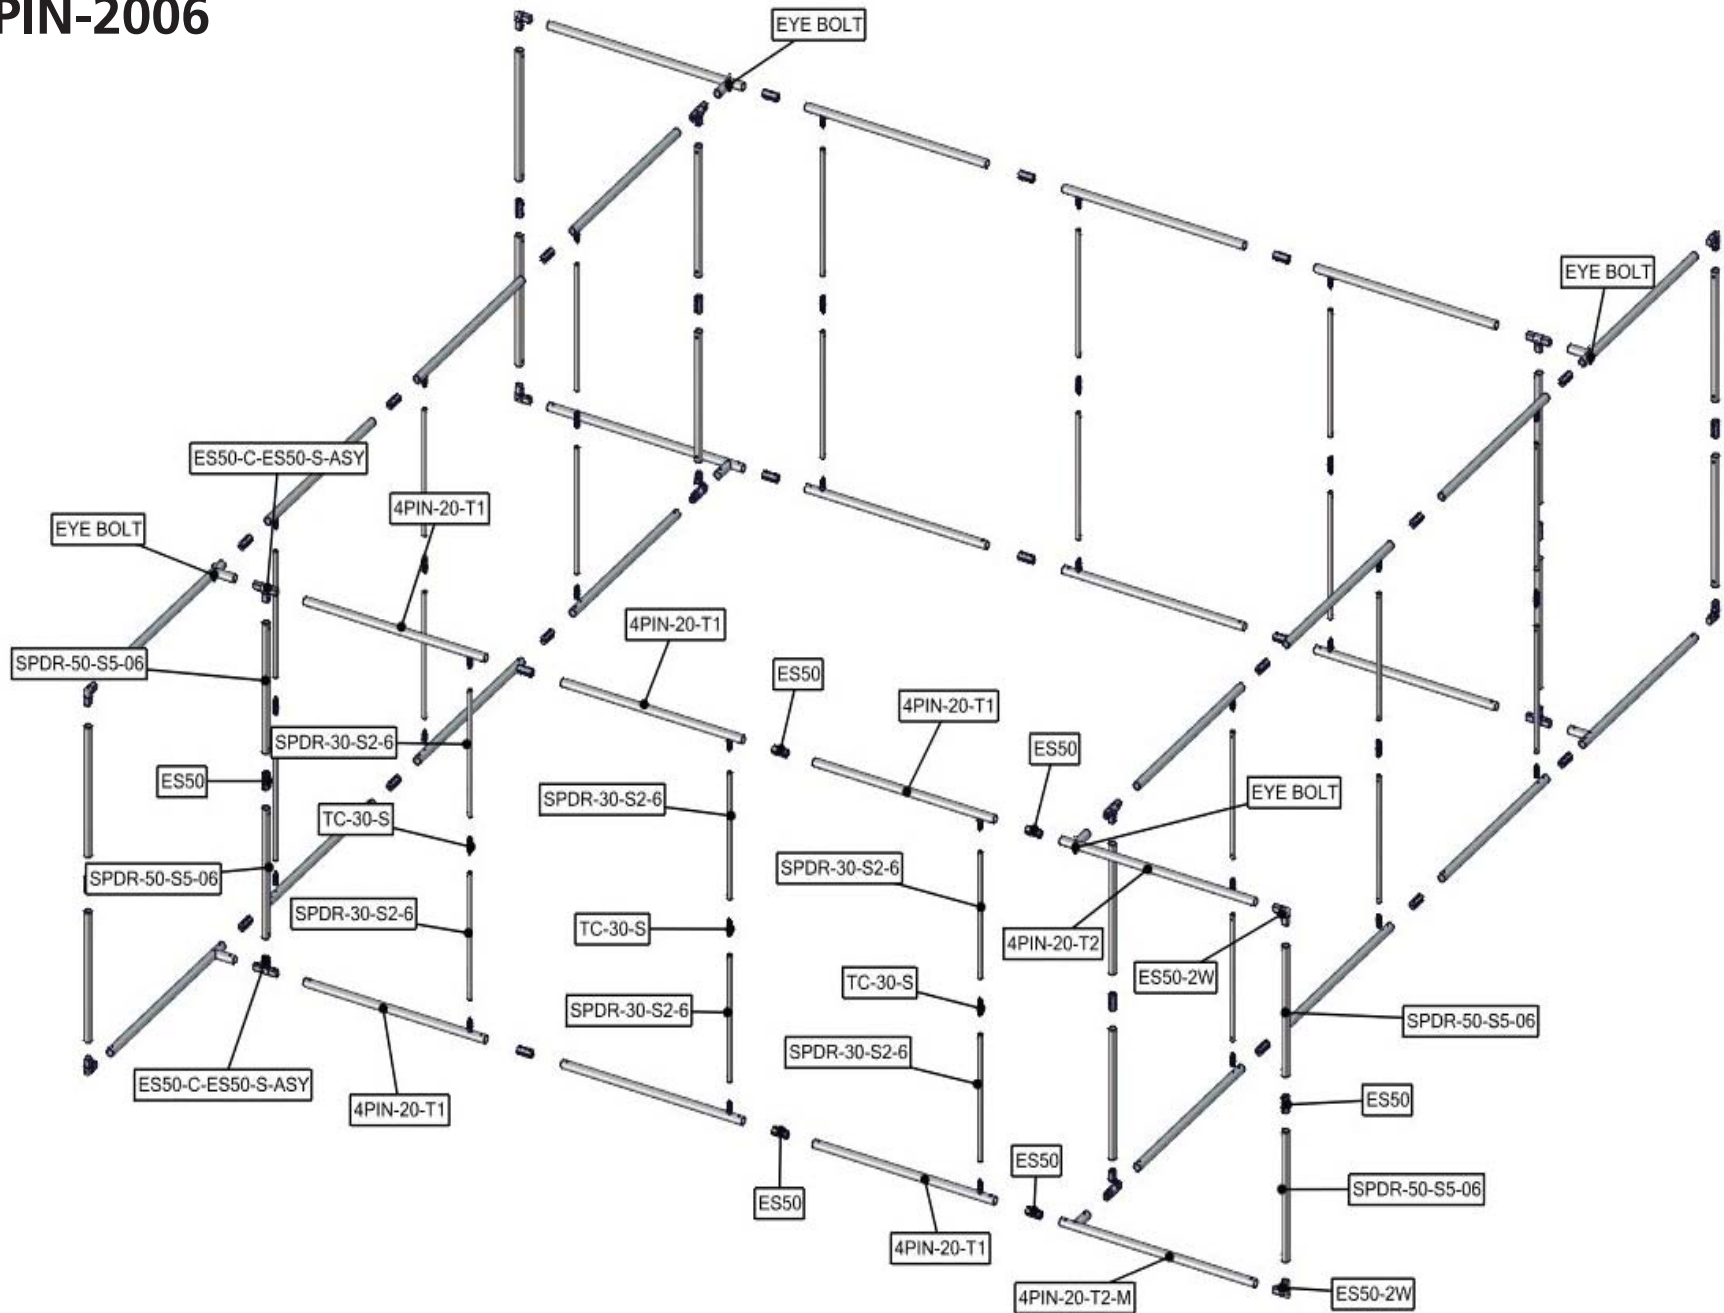 PIN-2006
EYE BOLT
EYE BOLT
ES50-C-ES50-S-ASY
4PIN-20-T1
EYE BOLT
4PIN-20-T1
SPDR-50-S5-06
ES50
4PIN-20-T1
SPDR-30-S2-6
ES50
ES50
SPDR-30-S2-6
EYE BOLT
TC-30-S
SPDR-50-S5-06
SPDR-30-S2-6
SPDR-30-S2-6
TC-30-S
4PIN-20-T2
ES50-2W
TC-30-S
SPDR-30-S2-6
SPDR-50-S5-06
SPDR-30-S2-6
ES50-C-ES50-S-ASY
4PIN-20-T1
ES50
ES50
SPDR-50-S5-06
ES50
4PIN-20-T1
4PIN-20-T2-M
ES50-2W